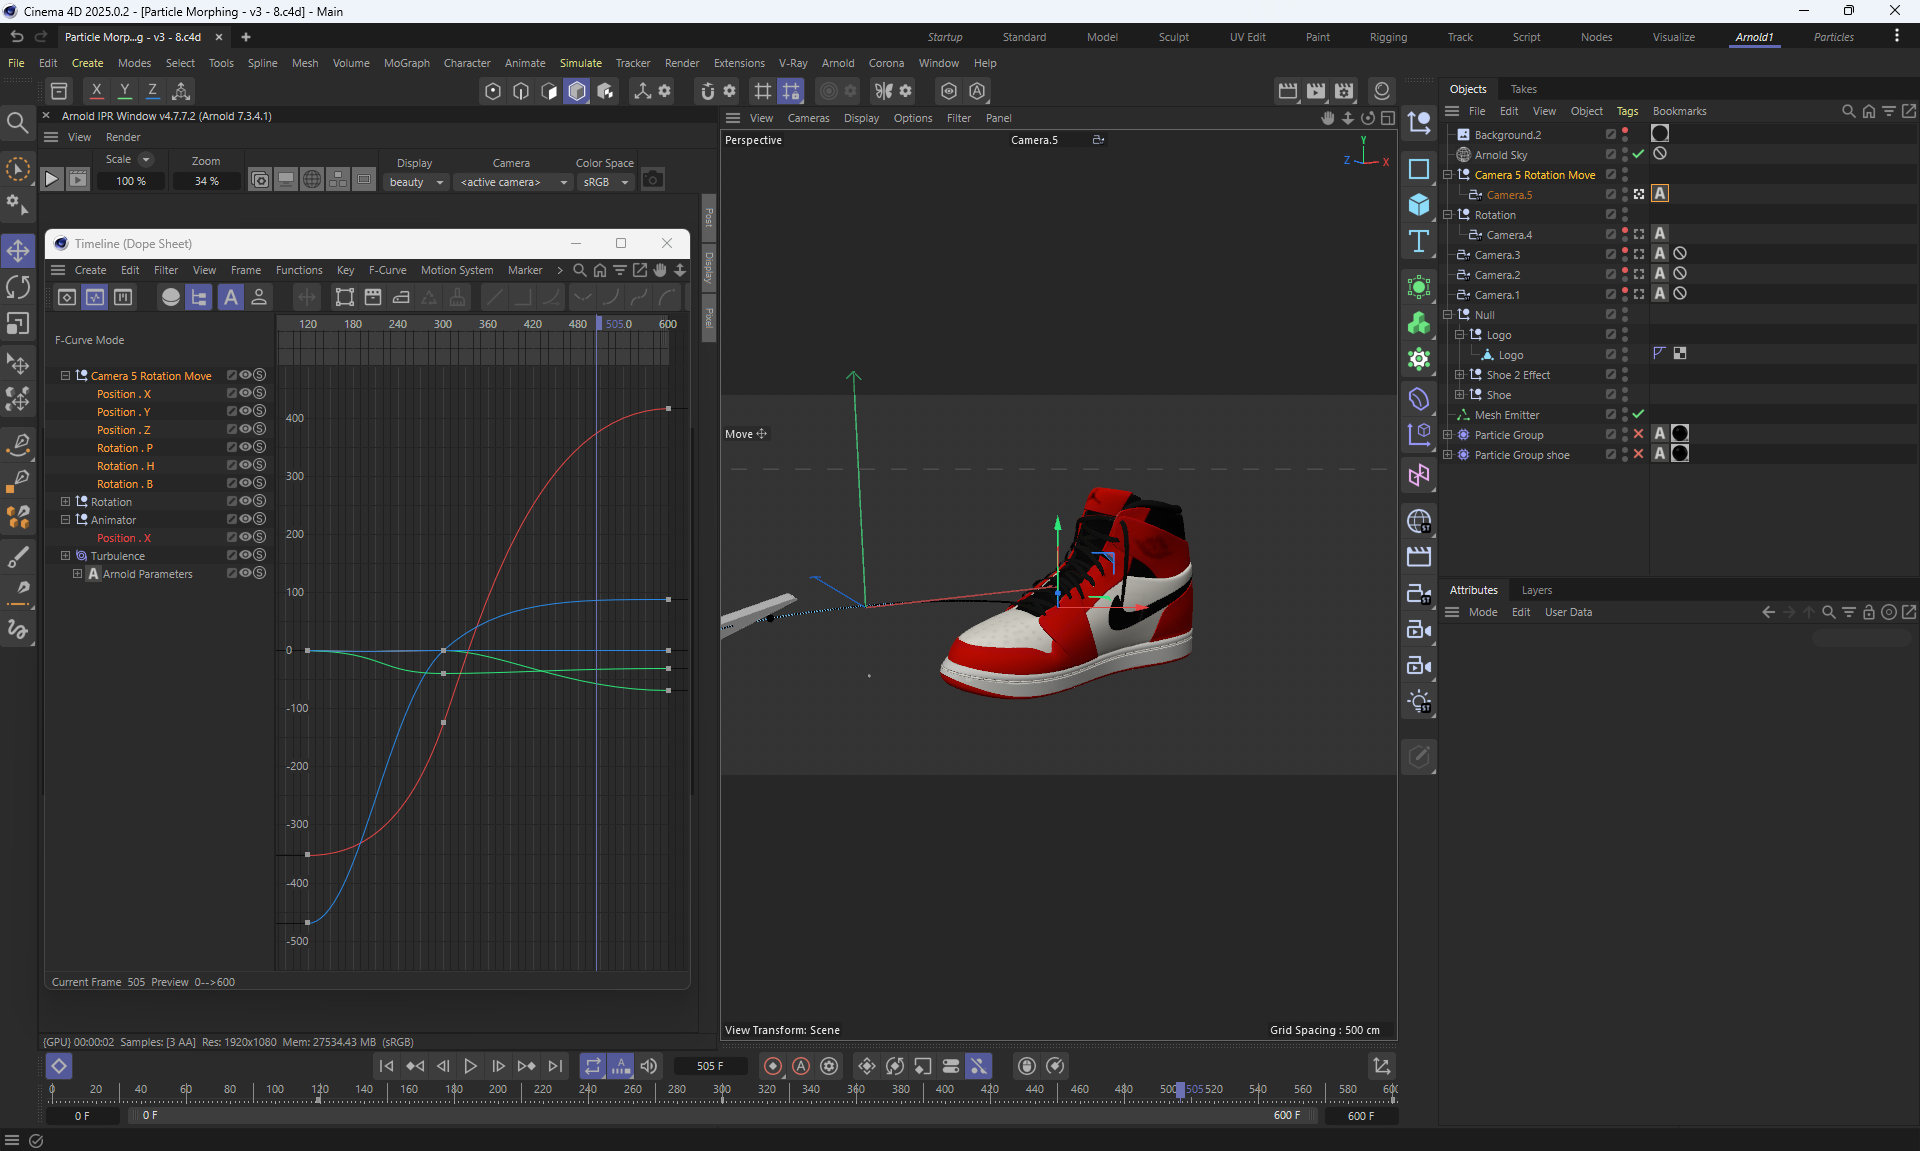 Cinema 4D 2025.0.2 - [Particle Morphing - v3 - 8.c4d] - Main
Particle Morp...g - v3 - 8.c4d
Startup Standard Model Sculpt UV Edit Paint Rigging Track Script Nodes Visualize Arnold1 Particles
File Edit Create Modes Select Tools Spline Mesh Volume MoGraph Character Animate Simulate Tracker Render Extensions V-Ray Arnold Corona Window Help
X Y Z
Arnold IPR Window v4.7.7.2 (Arnold 7.3.4.1)
View Render
Scale Zoom Display Camera Color Space
100 % 34 % beauty <active camera> sRGB
Post
Display
Pixel
Timeline (Dope Sheet)
Create Edit Filter View Frame Functions Key F-Curve Motion System Marker
120 180 240 300 360 420 480 505.0 600
F-Curve Mode
Camera 5 Rotation Move
Position . X
Position . Y
Position . Z
Rotation . P
Rotation . H
Rotation . B
Rotation
Animator
Position . X
Turbulence
Arnold Parameters
400
300
200
100
0
-100
-200
-300
-400
-500
Current Frame 505 Preview 0-->600
(GPU) 00:00:02 Samples: [3 AA] Res: 1920x1080 Mem: 27534.43 MB (sRGB)
View Cameras Display Options Filter Panel
Perspective
Camera.5
Y
Z X
Move
View Transform: Scene
Grid Spacing : 500 cm
505 F
0 20 40 60 80 100 120 140 160 180 200 220 240 260 280 300 320 340 360 380 400 420 440 460 480 500 505 520 540 560 580 600
0 F 0 F 600 F 600 F
Objects Takes
File Edit View Object Tags Bookmarks
Background.2
Arnold Sky
Camera 5 Rotation Move
Camera.5
Rotation
Camera.4
Camera.3
Camera.2
Camera.1
Null
Logo
Logo
Shoe 2 Effect
Shoe
Mesh Emitter
Particle Group
Particle Group shoe
Attributes Layers
Mode Edit User Data